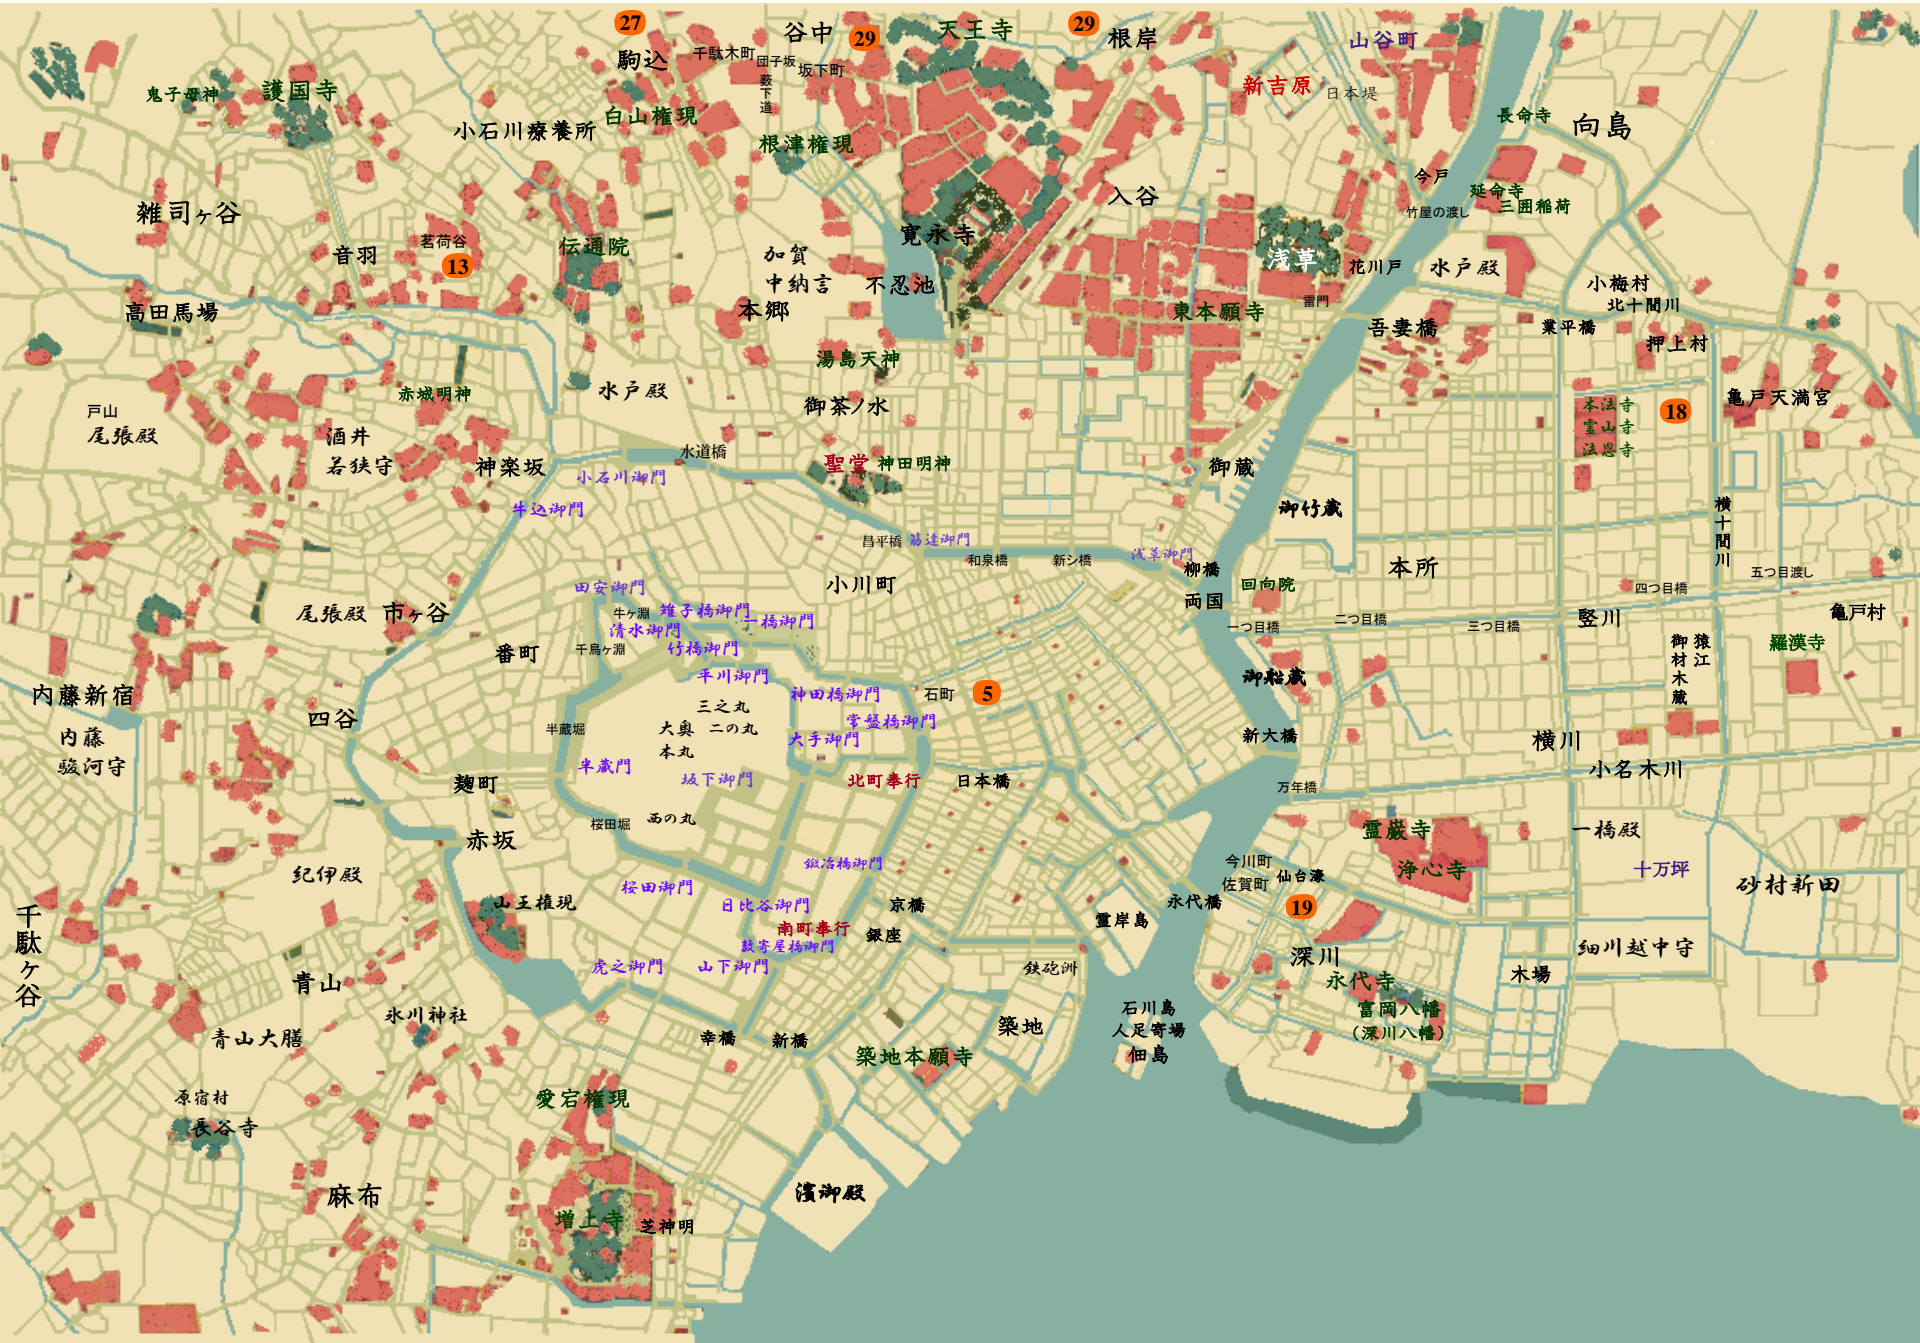 27
駒込
千駄木町
団子坂
薮下道
谷中
29
坂下町
天王寺
29
根岸
山谷町
新吉原
日本堤
鬼子母神
護国寺
小石川療養所
白山権現
根津権現
長命寺
向島
今戸
延命寺
三囲稲荷
竹屋の渡し
入谷
雑司ヶ谷
音羽
茗荷谷
13
伝通院
加賀
中納言
本郷
寛永寺
不忍池
浅草
花川戸
水戸殿
雷門
東本願寺
吾妻橋
小梅村
北十間川
業平橋
押上村
高田馬場
湯島天神
水戸殿
赤城明神
御茶ノ水
戸山
尾張殿
酒井
若狭守
神楽坂
水道橋
聖堂
神田明神
小石川御門
牛込御門
御蔵
御竹蔵
本法寺
霊山寺
法恩寺
18
亀戸天満宮
横十間川
昌平橋
筋違御門
和泉橋
新シ橋
浅草御門
柳橋
両国
回向院
本所
五つ目渡し
四つ目橋
一つ目橋
二つ目橋
三つ目橋
竪川
亀戸村
御材木蔵
猿江
羅漢寺
小川町
田安御門
牛ヶ淵
雉子橋御門
一橋御門
清水御門
竹橋御門
千鳥ヶ淵
平川御門
尾張殿
市ヶ谷
番町
内藤新宿
内藤
駿河守
四谷
半蔵堀
三之丸
大奥
二の丸
本丸
神田橋御門
常盤橋御門
大手御門
石町
5
御船蔵
新大橋
横川
小名木川
半蔵門
坂下御門
北町奉行
日本橋
万年橋
麹町
桜田堀
西の丸
赤坂
紀伊殿
鍛冶橋御門
霊巌寺
浄心寺
一橋殿
十万坪
砂村新田
今川町
佐賀町
仙台濠
19
永代橋
桜田御門
日比谷御門
南町奉行
数寄屋橋御門
京橋
銀座
霊岸島
山王権現
虎之御門
山下御門
鉄砲洲
深川
永代寺
富岡八幡
(深川八幡)
木場
細川越中守
千駄ヶ谷
青山
青山大膳
氷川神社
石川島
人足寄場
佃島
幸橋
新橋
築地
築地本願寺
原宿村
長谷寺
愛宕権現
麻布
増上寺
芝神明
濱御殿